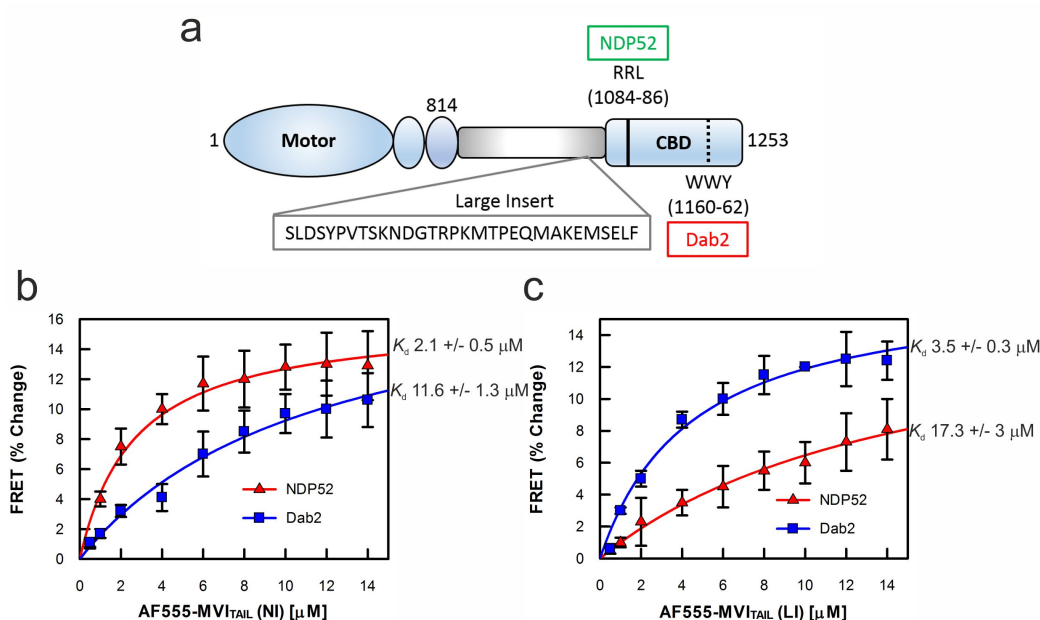 a
NDP52
RRL
(1084-86)
814
1
Motor
CBD
1253
WWY
(1160-62)
Large Insert
SLDSYPVTSKNDGTRPKMTPEQMAKEMSELF
Dab2
b
16
14
12
10
8
6
4
2
0
FRET (% Change)
Kd 2.1 +/- 0.5 μM
Kd 11.6 +/- 1.3 μM
NDP52
Dab2
0 2 4 6 8 10 12 14
AF555-MVITAIL (NI) [μM]
c
14
12
10
8
6
4
2
0
FRET (% Change)
Kd 3.5 +/- 0.3 μM
Kd 17.3 +/- 3 μM
NDP52
Dab2
0 2 4 6 8 10 12 14
AF555-MVITAIL (LI) [μM]